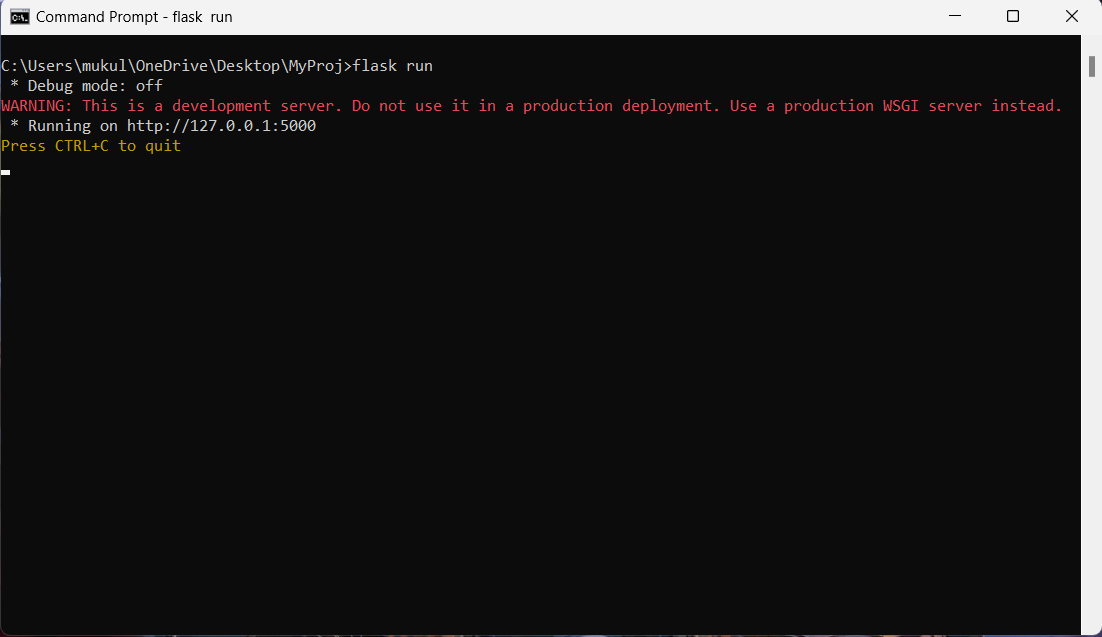 Command Prompt - flask  run
C:\Users\mukul\OneDrive\Desktop\MyProj>flask run
 * Debug mode: off
WARNING: This is a development server. Do not use it in a production deployment. Use a production WSGI server instead.
 * Running on http://127.0.0.1:5000
Press CTRL+C to quit